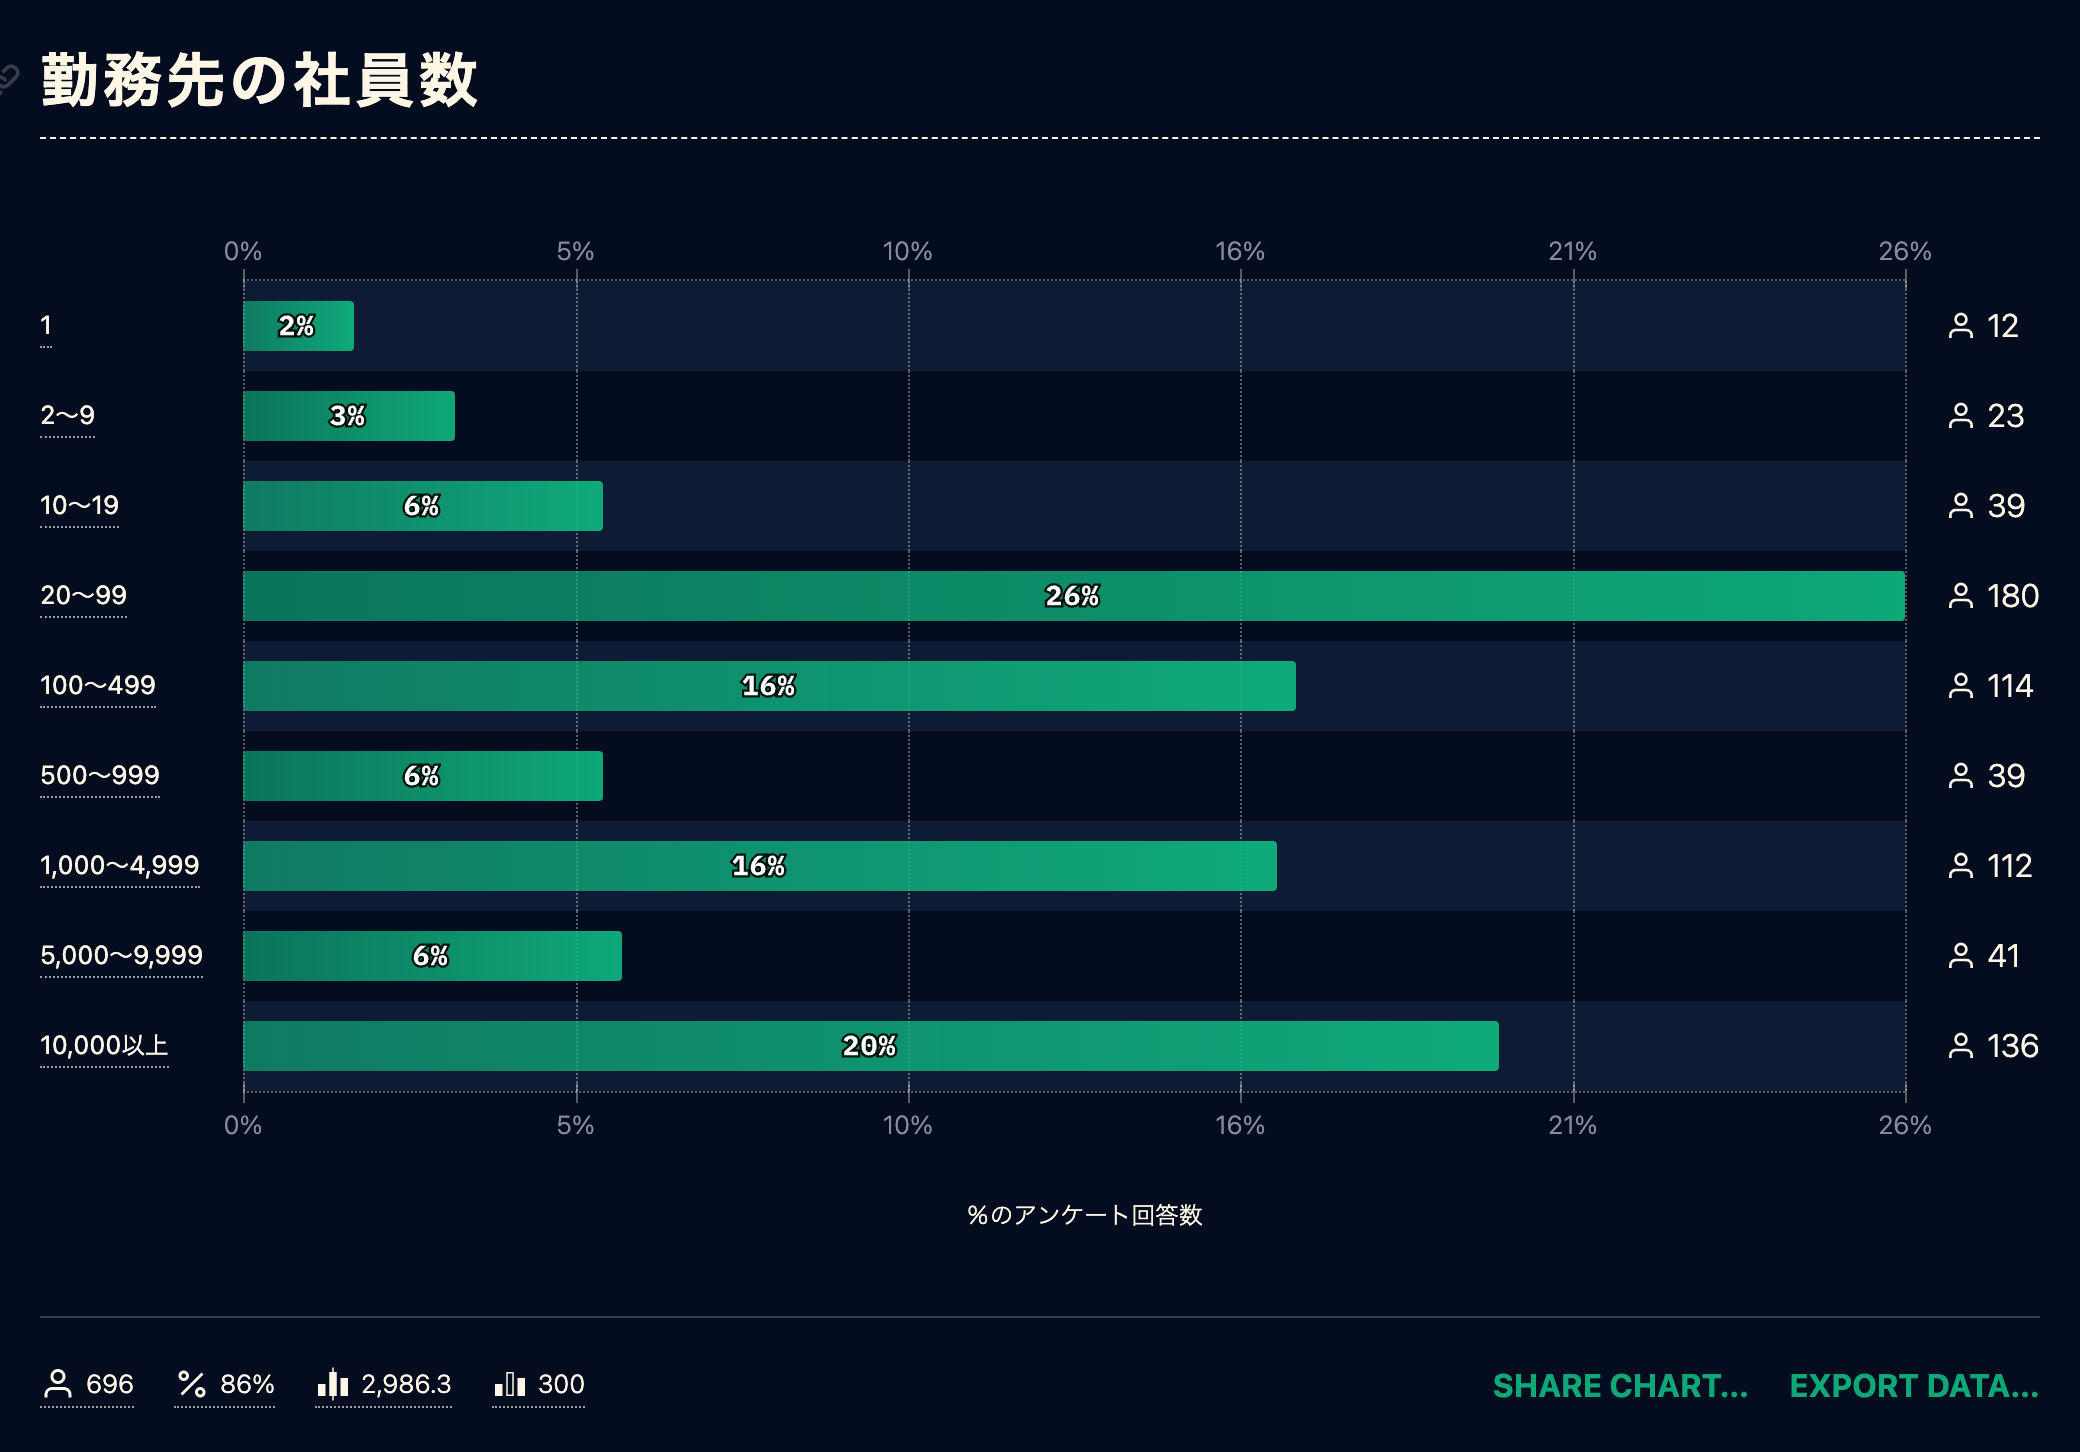 勤務先の社員数
0% 5% 10% 16% 21% 26%
1 2% 12
2〜9 3% 23
10〜19 6% 39
20〜99 26% 180
100〜499 16% 114
500〜999 6% 39
1,000〜4,999 16% 112
5,000〜9,999 6% 41
10,000以上 20% 136
0% 5% 10% 16% 21% 26%
%のアンケート回答数
696 86% 2,986.3 300 SHARE CHART... EXPORT DATA...